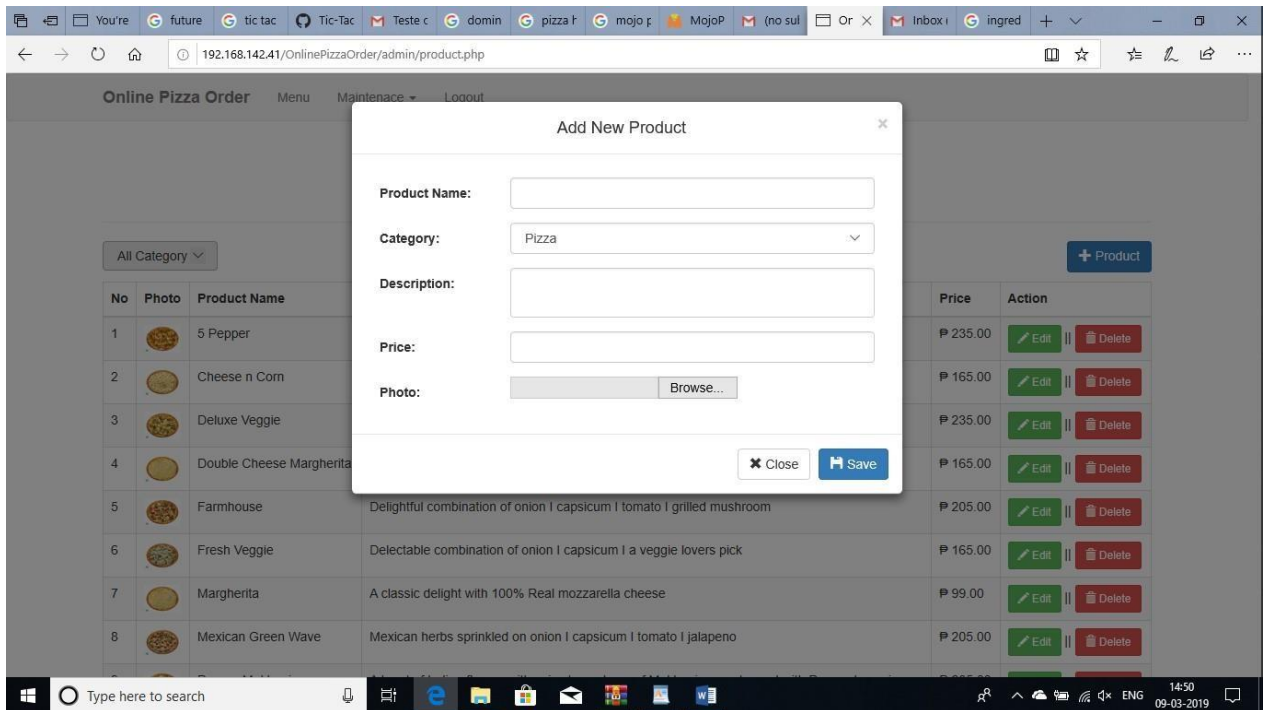 You're
future
tic tac
Tic-Tac
Teste c
domin
pizza h
mojo p
MojoP
(no sul
Or
Inbox (
ingred
192.168.142.41/OnlinePizzaOrder/admin/product.php
Online Pizza Order Menu Maintenace Logout
Add New Product
Product Name:
Category: Pizza
Description:
Price:
Photo: Browse...
Close Save
All Category
Product
No Photo Product Name Price Action
1 5 Pepper ₱ 235.00 Edit || Delete
2 Cheese n Corn ₱ 165.00 Edit || Delete
3 Deluxe Veggie ₱ 235.00 Edit || Delete
4 Double Cheese Margherita ₱ 165.00 Edit || Delete
5 Farmhouse Delightful combination of onion I capsicum I tomato I grilled mushroom ₱ 205.00 Edit || Delete
6 Fresh Veggie Delectable combination of onion I capsicum I a veggie lovers pick ₱ 165.00 Edit || Delete
7 Margherita A classic delight with 100% Real mozzarella cheese ₱ 99.00 Edit || Delete
8 Mexican Green Wave Mexican herbs sprinkled on onion I capsicum I tomato I jalapeno ₱ 205.00 Edit || Delete
Type here to search
ENG
14:50
09-03-2019